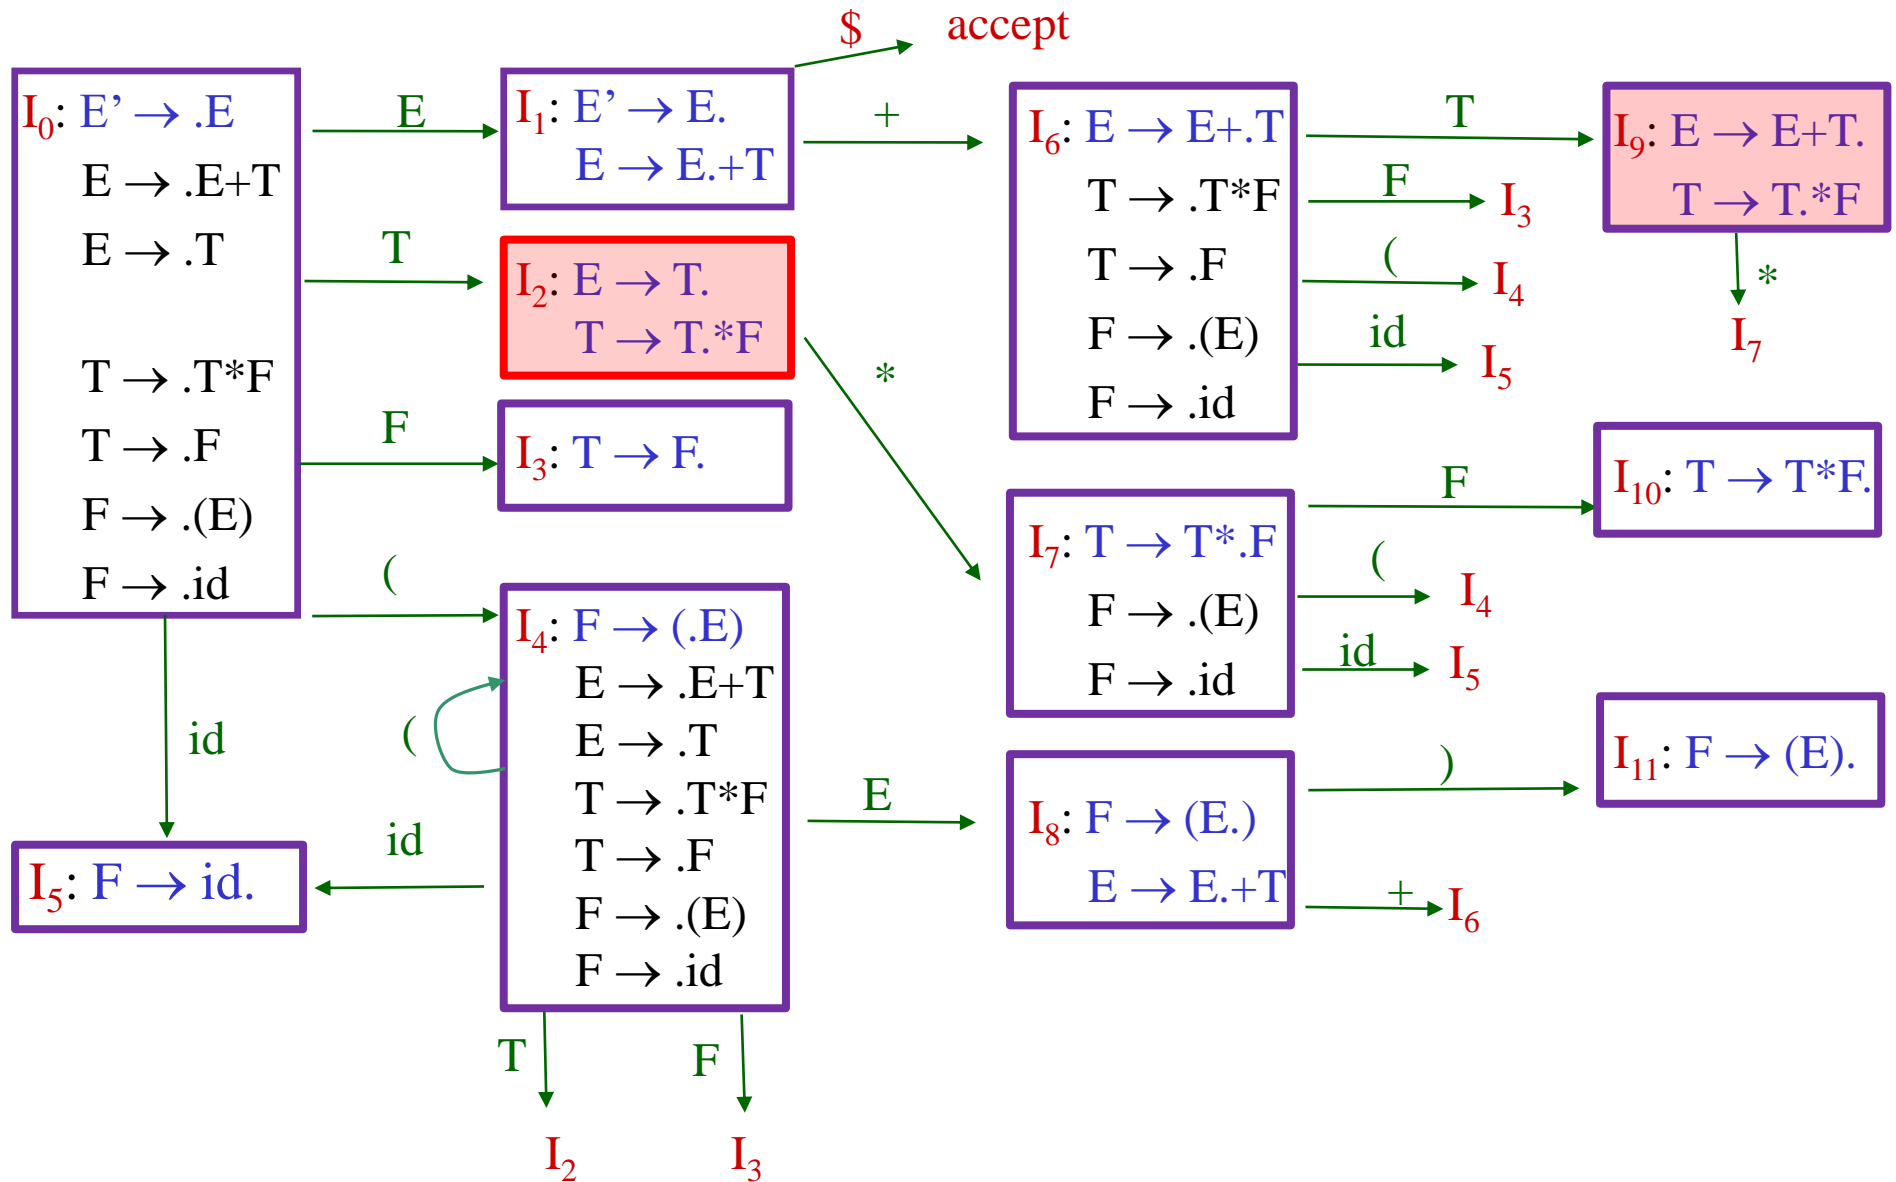 $ accept
I0: E’ → .E
E → .E+T
E → .T
T → .T*F
T → .F
F → .(E)
F → .id
E
T
F
(
id
I1: E’ → E.
E → E.+T
+
I2: E → T.
T → T.*F
*
I3: T → F.
I4: F → (.E)
E → .E+T
E → .T
T → .T*F
T → .F
F → .(E)
F → .id
(
id
E
T
F
I2
I3
I5: F → id.
I6: E → E+.T
T → .T*F
T → .F
F → .(E)
F → .id
T
F
I3
(
I4
id
I5
I7: T → T*.F
F → .(E)
F → .id
F
(
I4
id
I5
I8: F → (E.)
E → E.+T
)
+
I6
I9: E → E+T.
T → T.*F
*
I7
I10: T → T*F.
I11: F → (E).